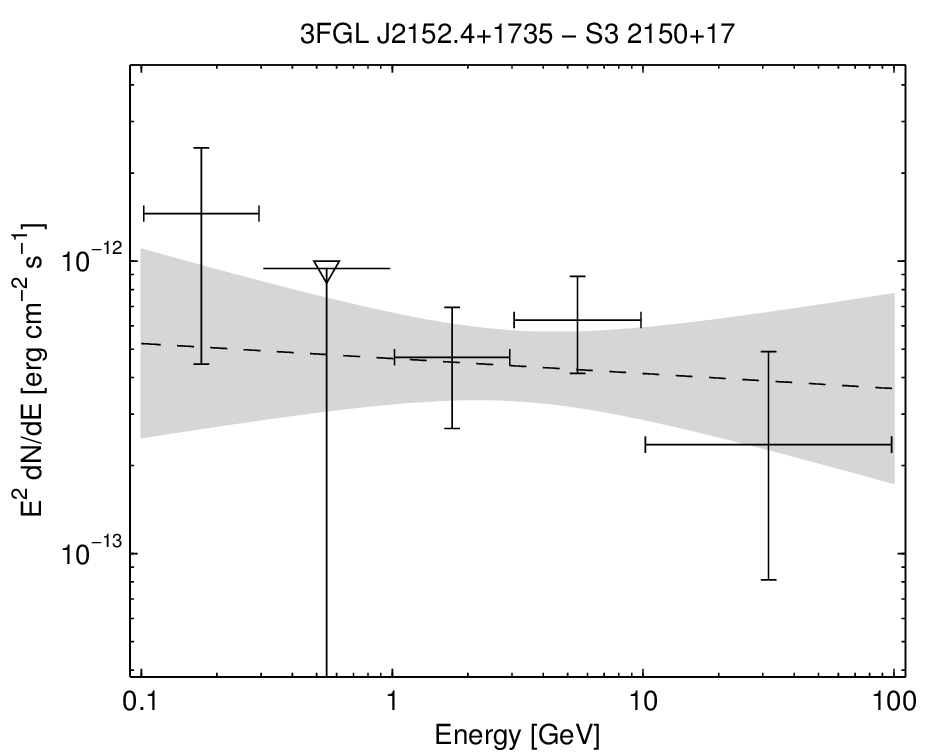 3FGL J2152.4+1735 − S3 2150+17
E² dN/dE [erg cm⁻² s⁻¹]
10⁻¹²
10⁻¹³
0.1 1 10 100
Energy [GeV]